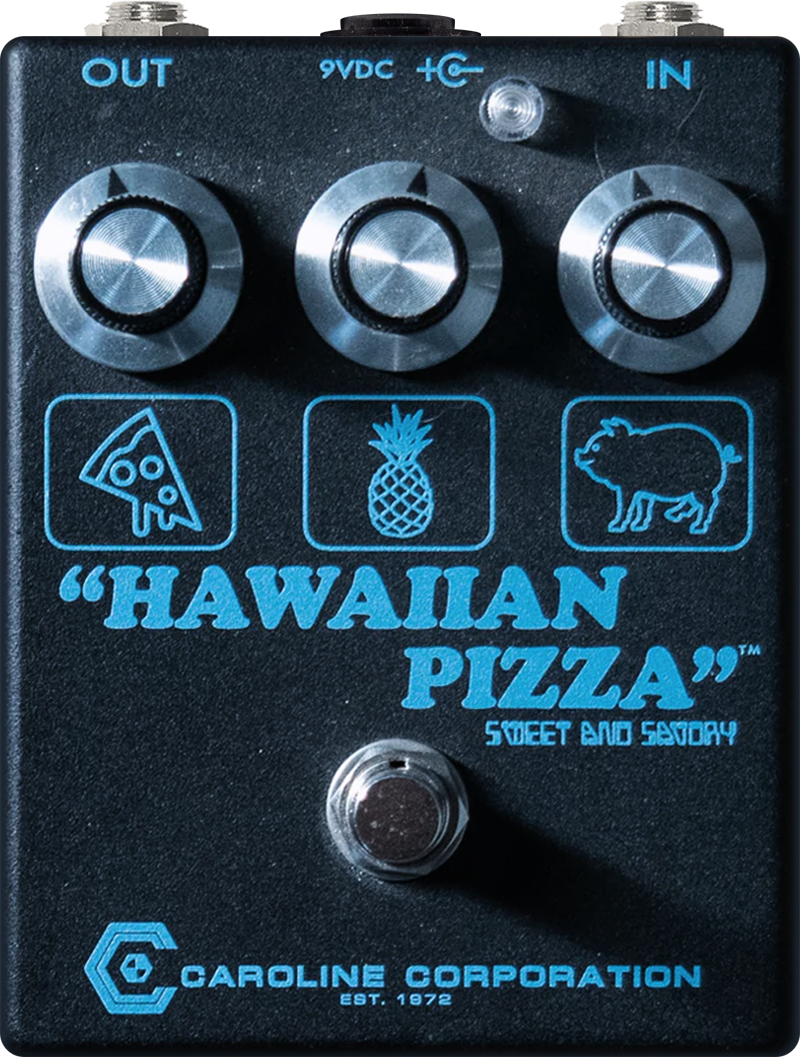 OUT 9VDC + - IN
“HAWAIIAN
PIZZA”™
SWEET AND SAVORY
C CAROLINE CORPORATION
EST. 1972